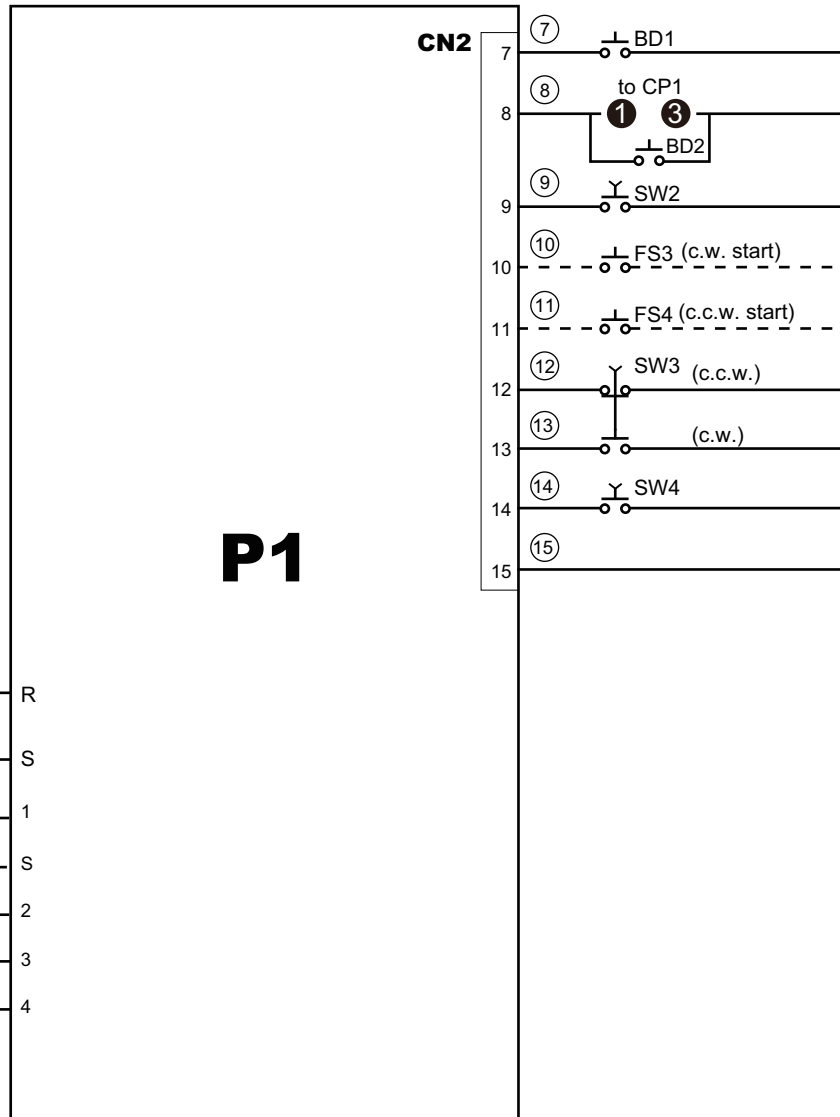 CN2
7 ⑦ BD1
⑧ to CP1
8 ❶ ❸
BD2
9 ⑨ SW2
10 ⑩ FS3 (c.w. start)
11 ⑪ FS4 (c.c.w. start)
12 ⑫ SW3 (c.c.w.)
13 ⑬ (c.w.)
14 ⑭ SW4
15 ⑮
P1
R
S
1
S
2
3
4